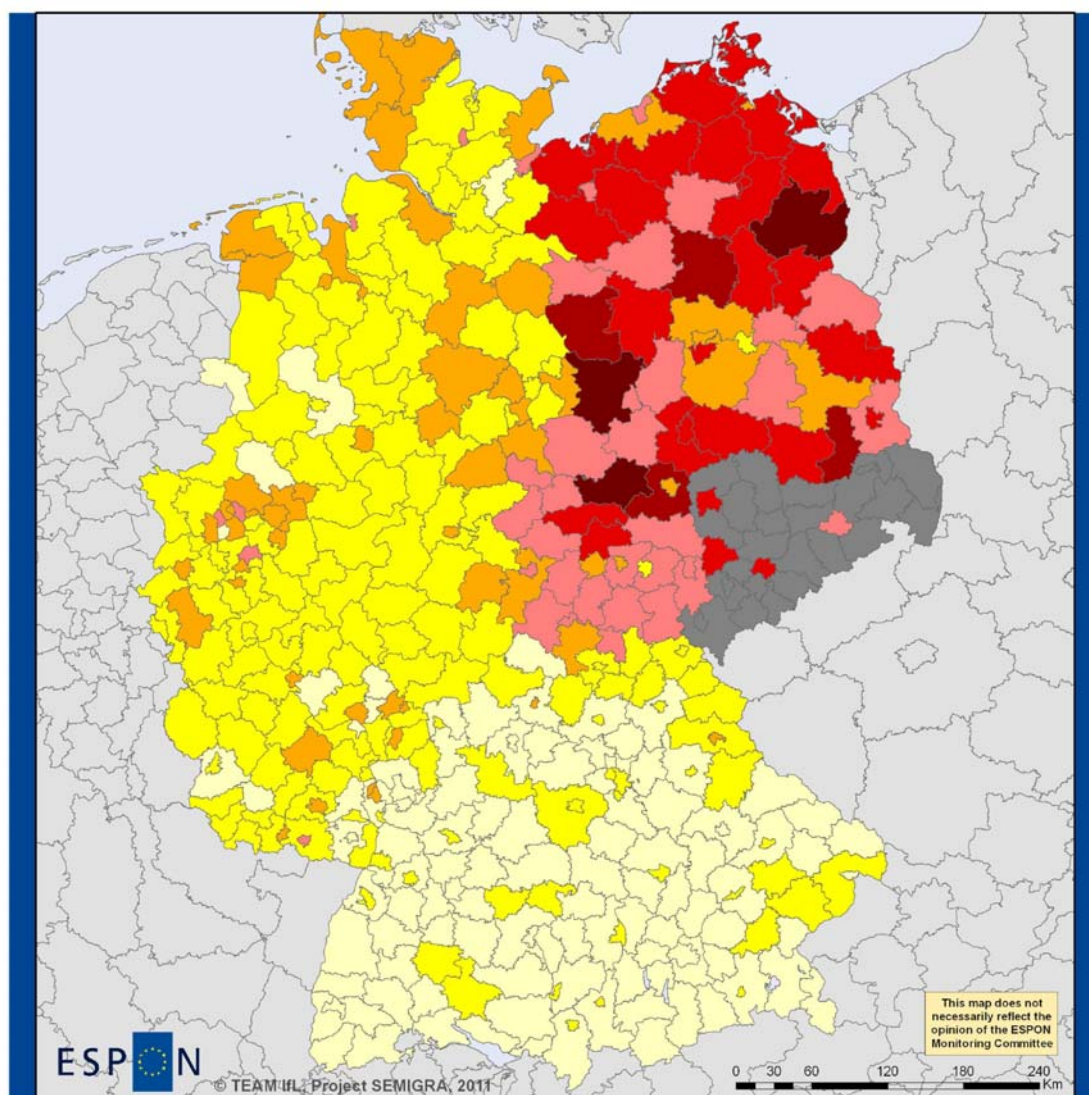 This map does not
necessarily reflect the
opinion of the ESPON
Monitoring Committee
ESPON
© TEAM IfL, Project SEMIGRA, 2011
0 30 60 120 180 240
Km